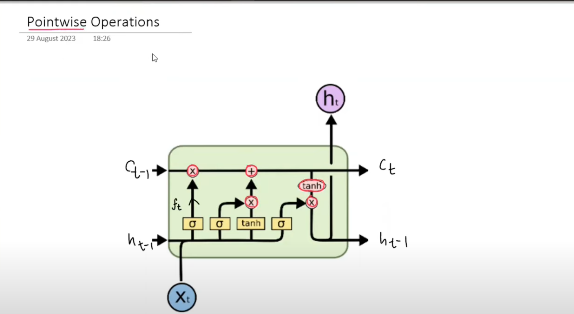 Pointwise Operations
29 August 2023 18:26
ht
Ct-1 x + Ct
tanh
ft x x
σ σ tanh σ
ht-1 ht-1
Xt